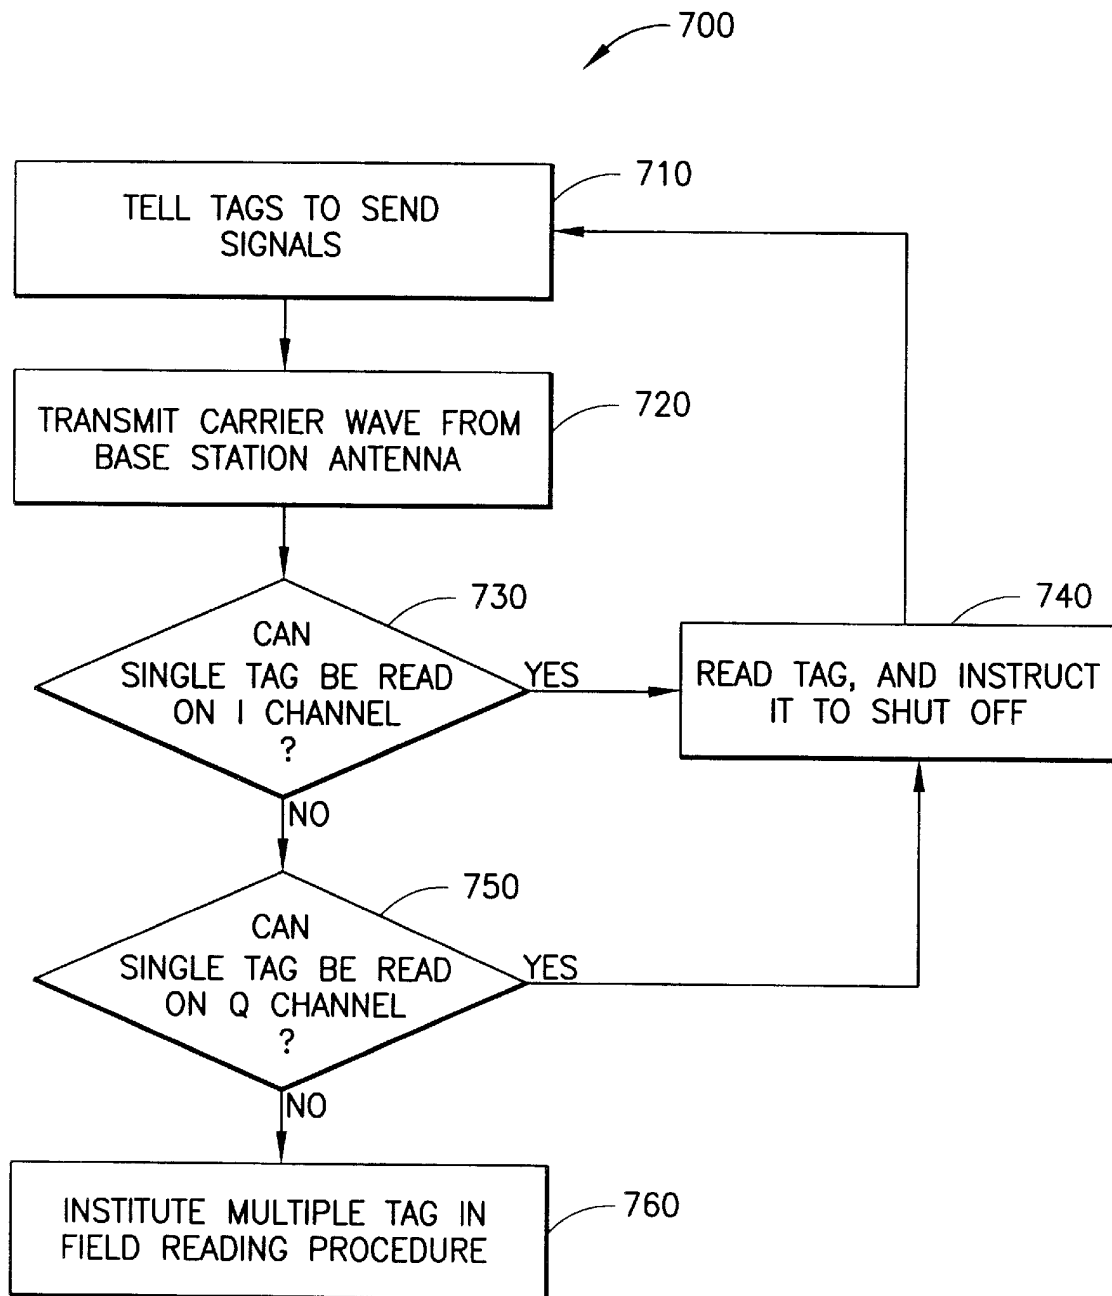 700
710
TELL TAGS TO SEND
SIGNALS
720
TRANSMIT CARRIER WAVE FROM
BASE STATION ANTENNA
730
CAN
SINGLE TAG BE READ
ON I CHANNEL
?
YES
NO
740
READ TAG, AND INSTRUCT
IT TO SHUT OFF
750
CAN
SINGLE TAG BE READ
ON Q CHANNEL
?
YES
NO
760
INSTITUTE MULTIPLE TAG IN
FIELD READING PROCEDURE